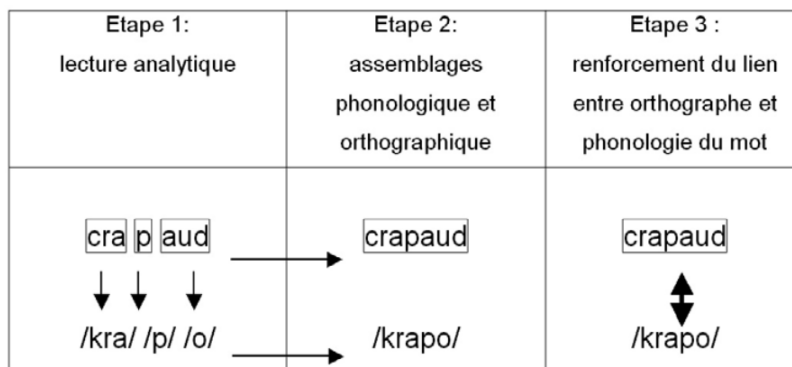 Etape 1:
lecture analytique
Etape 2:
assemblages
phonologique et
orthographique
Etape 3 :
renforcement du lien
entre orthographe et
phonologie du mot
cra p aud
/kra/ /p/ /o/
crapaud
/krapo/
crapaud
/krapo/